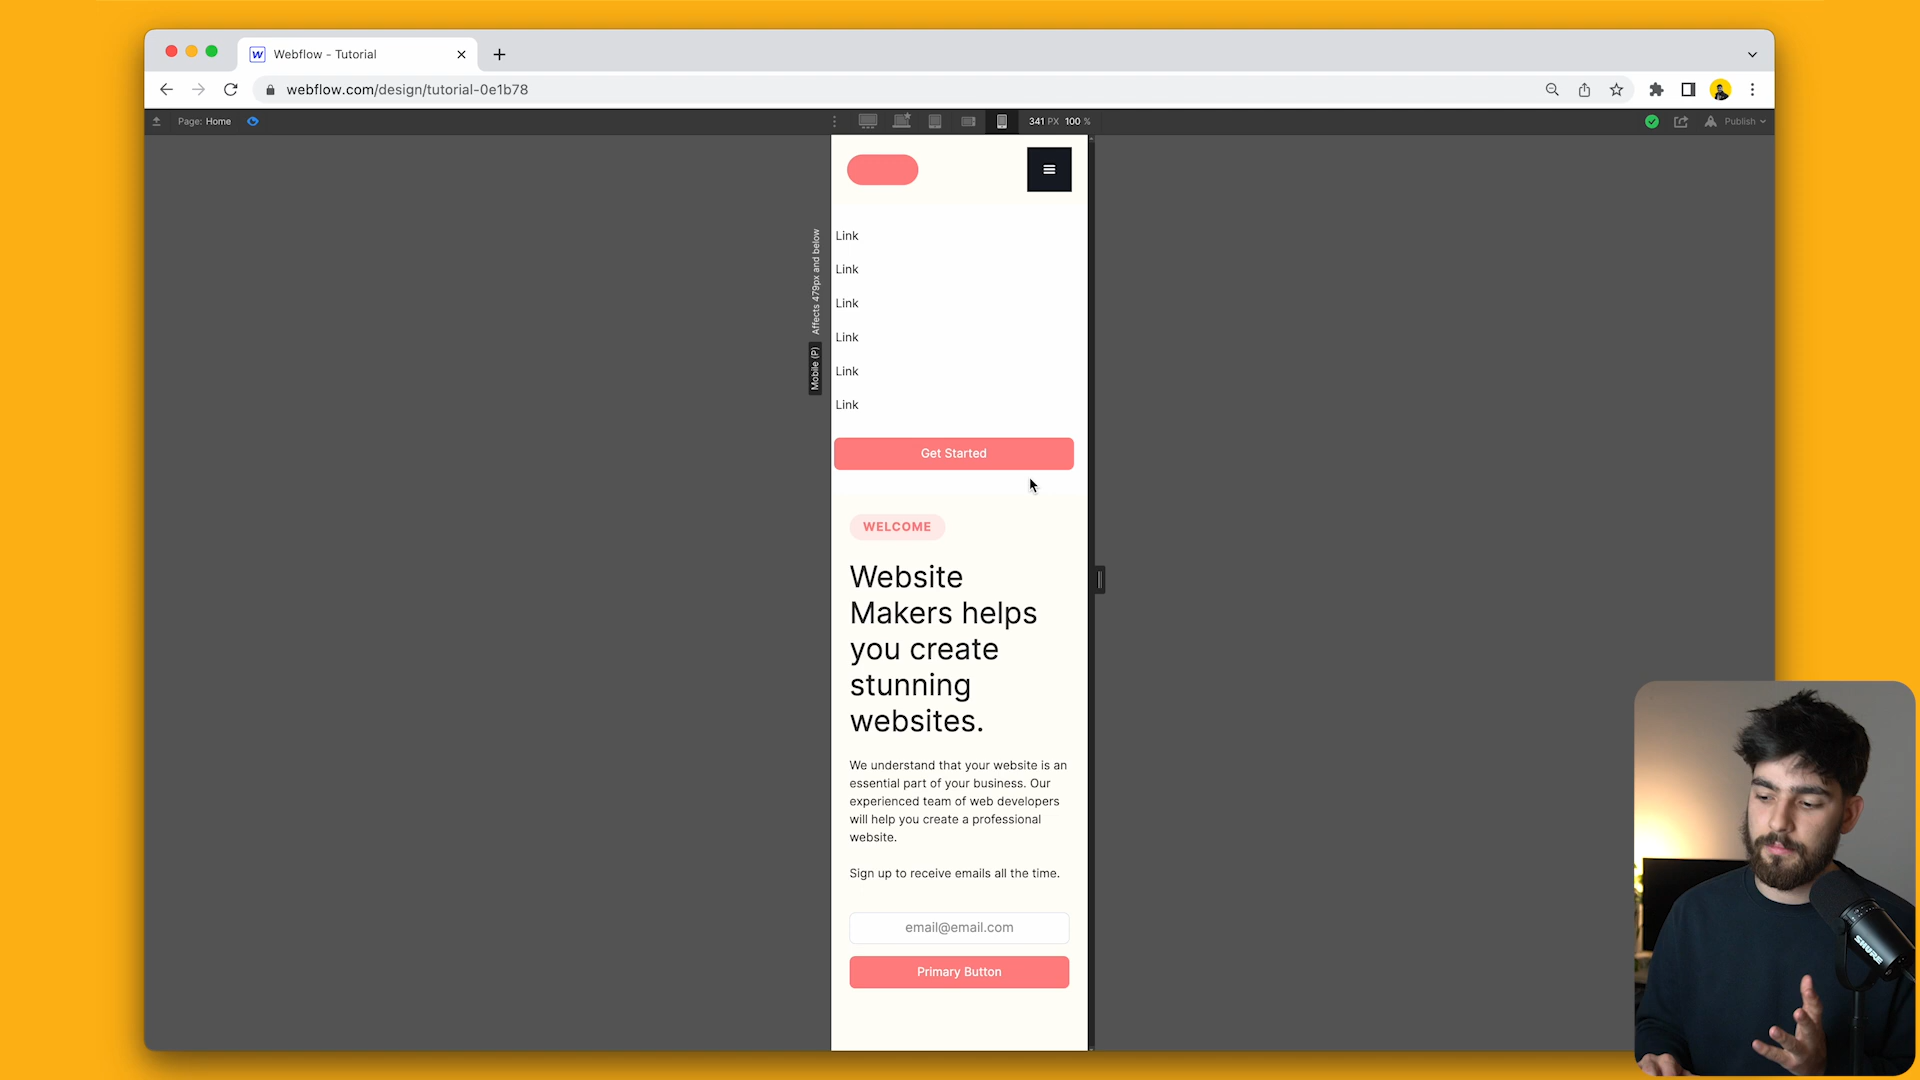 W Webflow - Tutorial
webflow.com/design/tutorial-0e1b78
Page: Home
341 PX 100 %
Publish
Affects 479px and below
Mobile (P)
Link
Link
Link
Link
Link
Link
Get Started
WELCOME
Website
Makers helps
you create
stunning
websites.
We understand that your website is an
essential part of your business. Our
experienced team of web developers
will help you create a professional
website.
Sign up to receive emails all the time.
email@email.com
Primary Button
SHURE